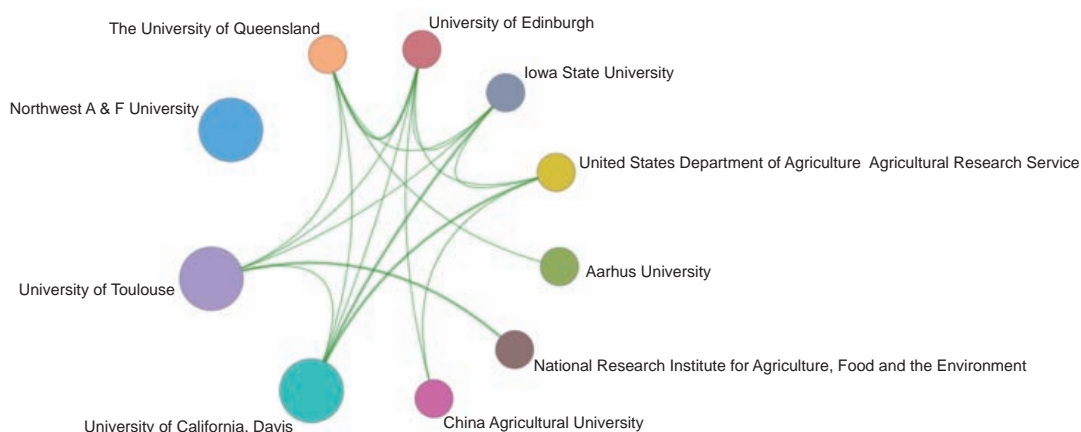 The University of Queensland
University of Edinburgh
Iowa State University
Northwest A & F University
United States Department of Agriculture Agricultural Research Service
Aarhus University
University of Toulouse
National Research Institute for Agriculture, Food and the Environment
China Agricultural University
University of California, Davis